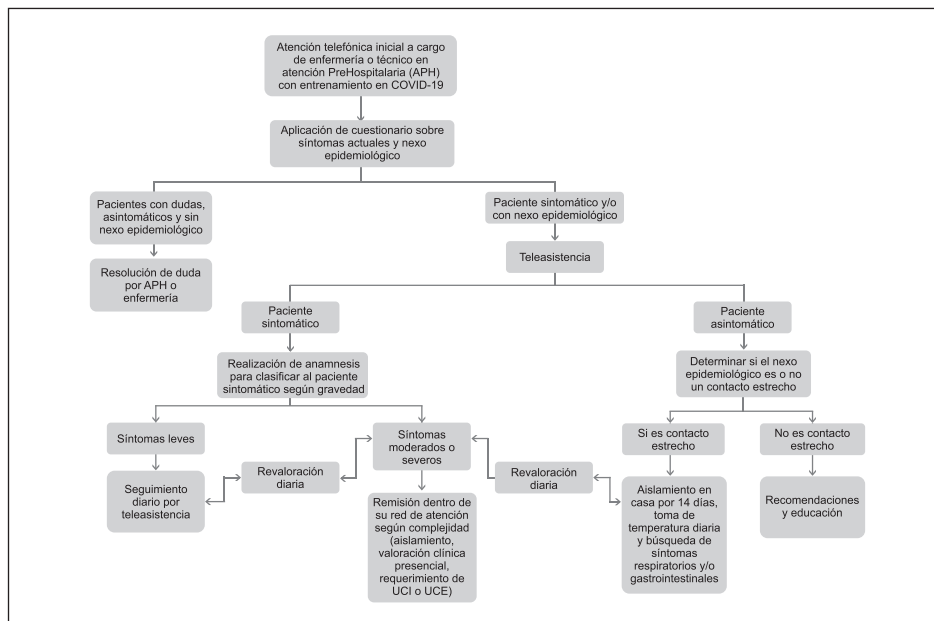 Atención telefónica inicial a cargo
de enfermería o técnico en
atención PreHospitalaria (APH)
con entrenamiento en COVID-19
Aplicación de cuestionario sobre
síntomas actuales y nexo
epidemiológico
Pacientes con dudas,
asintomáticos y sin
nexo epidemiológico
Paciente sintomático y/o
con nexo epidemiológico
Resolución de duda
por APH o
enfermería
Teleasistencia
Paciente
sintomático
Paciente
asintomático
Realización de anamnesis
para clasificar al paciente
sintomático según gravedad
Determinar si el nexo
epidemiológico es o no
un contacto estrecho
Síntomas leves
Síntomas
moderados o
severos
Si es contacto
estrecho
No es contacto
estrecho
Seguimiento
diario por
teleasistencia
Revaloración
diaria
Revaloración
diaria
Remisión dentro de
su red de atención
según complejidad
(aislamiento,
valoración clínica
presencial,
requerimiento de
UCI o UCE)
Aislamiento en
casa por 14 días,
toma de
temperatura diaria
y búsqueda de
síntomas
respiratorios y/o
gastrointestinales
Recomendaciones
y educación